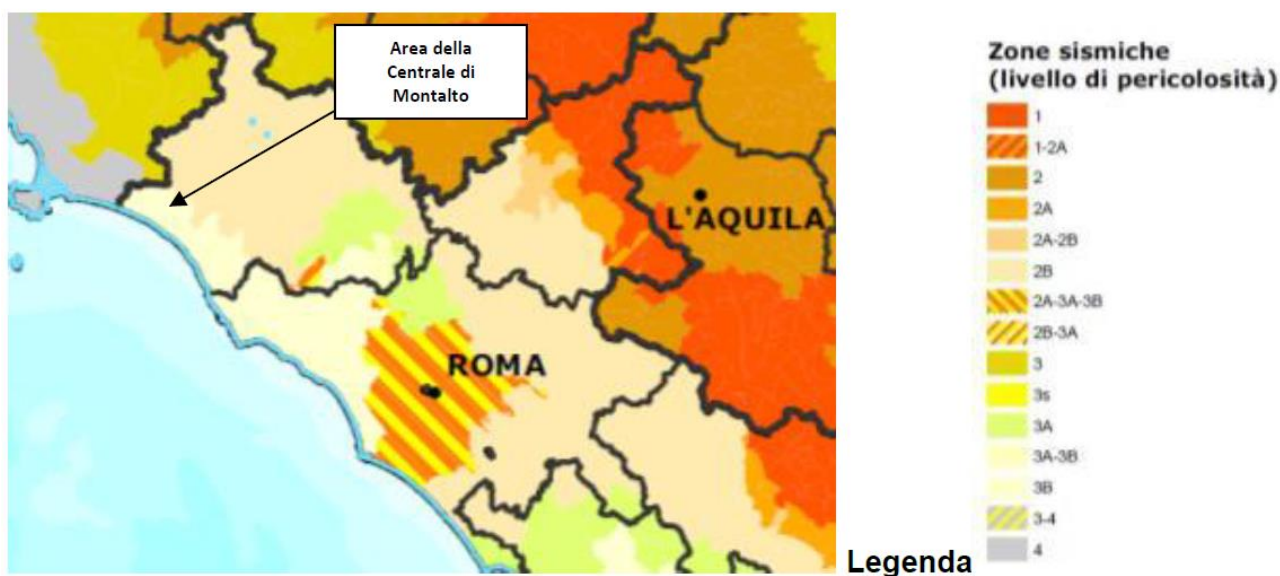 Area della
Centrale di
Montalto
L'AQUILA
ROMA
Legenda
Zone sismiche
(livello di pericolosità)
1
1-2A
2
2A
2A-2B
2B
2A-3A-3B
2B-3A
3
3s
3A
3A-3B
3B
3-4
4